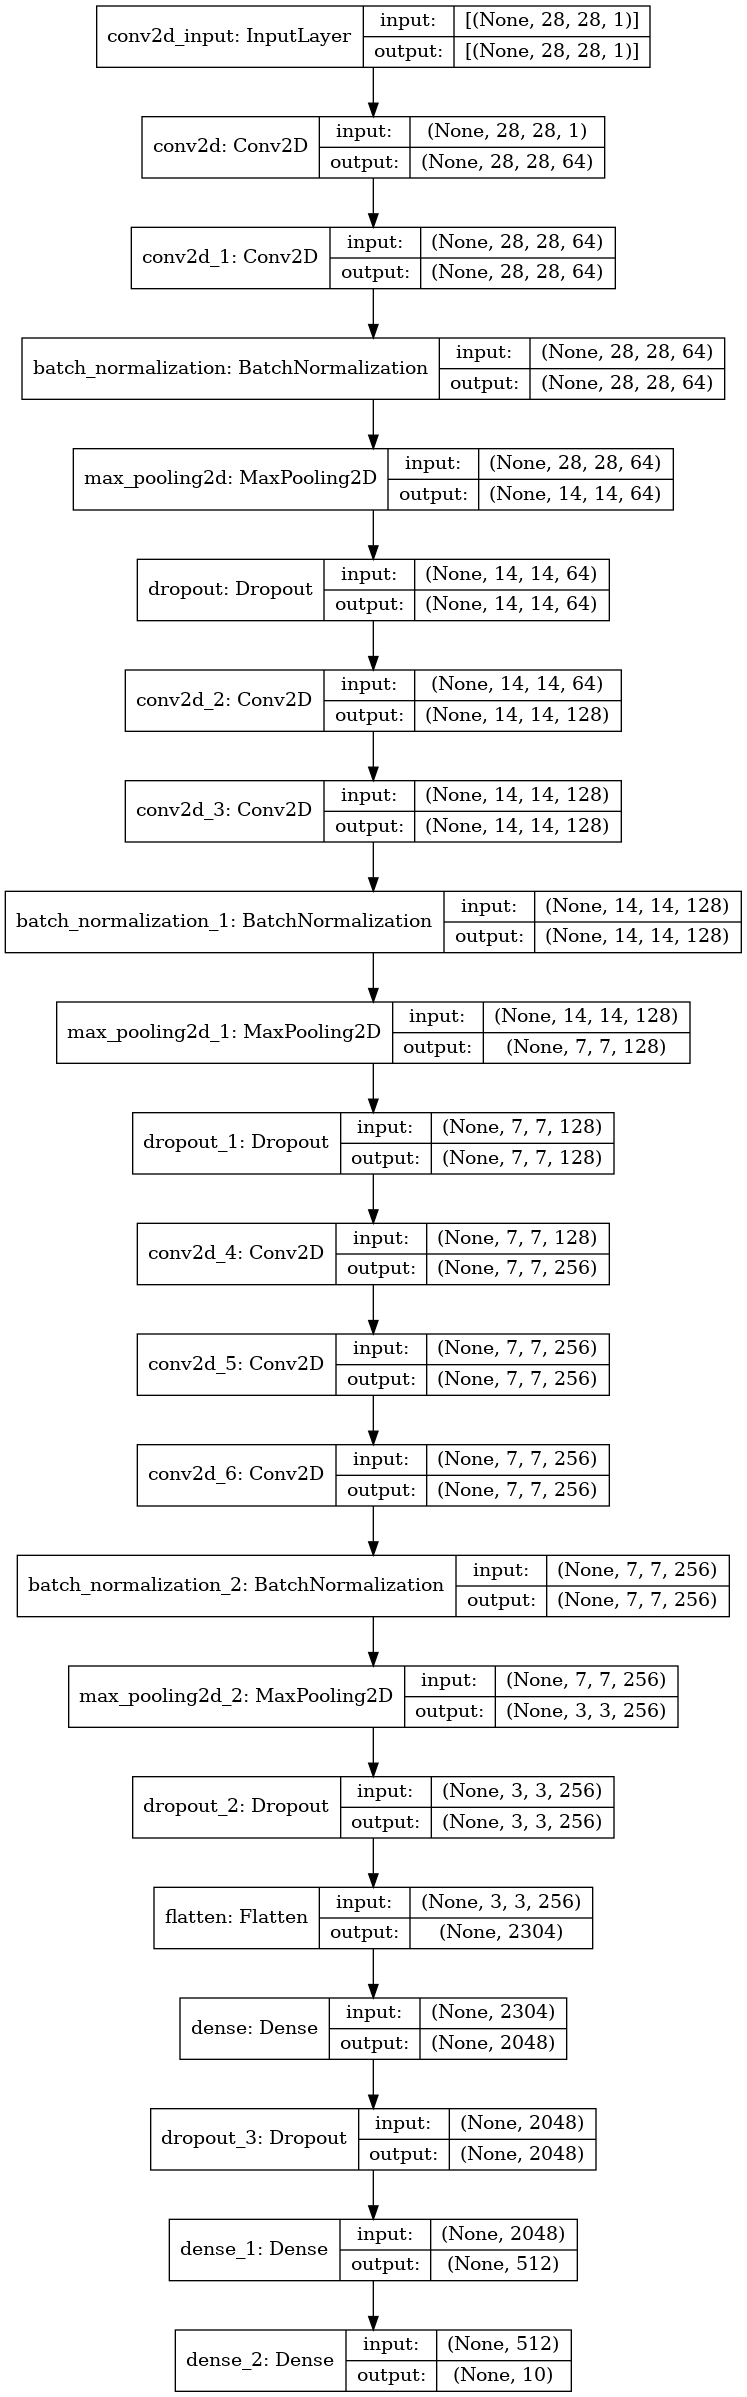 conv2d_input: InputLayer
input: [(None, 28, 28, 1)]
output: [(None, 28, 28, 1)]
conv2d: Conv2D
input: (None, 28, 28, 1)
output: (None, 28, 28, 64)
conv2d_1: Conv2D
input: (None, 28, 28, 64)
output: (None, 28, 28, 64)
batch_normalization: BatchNormalization
input: (None, 28, 28, 64)
output: (None, 28, 28, 64)
max_pooling2d: MaxPooling2D
input: (None, 28, 28, 64)
output: (None, 14, 14, 64)
dropout: Dropout
input: (None, 14, 14, 64)
output: (None, 14, 14, 64)
conv2d_2: Conv2D
input: (None, 14, 14, 64)
output: (None, 14, 14, 128)
conv2d_3: Conv2D
input: (None, 14, 14, 128)
output: (None, 14, 14, 128)
batch_normalization_1: BatchNormalization
input: (None, 14, 14, 128)
output: (None, 14, 14, 128)
max_pooling2d_1: MaxPooling2D
input: (None, 14, 14, 128)
output: (None, 7, 7, 128)
dropout_1: Dropout
input: (None, 7, 7, 128)
output: (None, 7, 7, 128)
conv2d_4: Conv2D
input: (None, 7, 7, 128)
output: (None, 7, 7, 256)
conv2d_5: Conv2D
input: (None, 7, 7, 256)
output: (None, 7, 7, 256)
conv2d_6: Conv2D
input: (None, 7, 7, 256)
output: (None, 7, 7, 256)
batch_normalization_2: BatchNormalization
input: (None, 7, 7, 256)
output: (None, 7, 7, 256)
max_pooling2d_2: MaxPooling2D
input: (None, 7, 7, 256)
output: (None, 3, 3, 256)
dropout_2: Dropout
input: (None, 3, 3, 256)
output: (None, 3, 3, 256)
flatten: Flatten
input: (None, 3, 3, 256)
output: (None, 2304)
dense: Dense
input: (None, 2304)
output: (None, 2048)
dropout_3: Dropout
input: (None, 2048)
output: (None, 2048)
dense_1: Dense
input: (None, 2048)
output: (None, 512)
dense_2: Dense
input: (None, 512)
output: (None, 10)